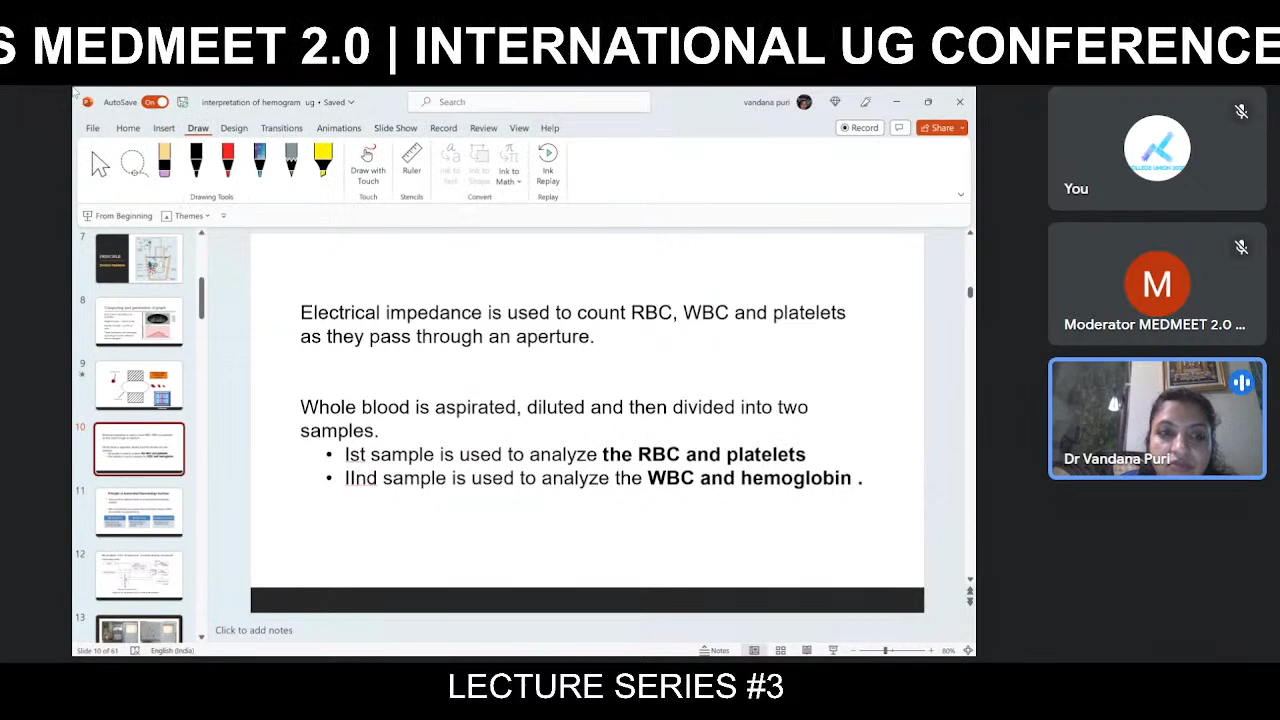 S MEDMEET 2.0 | INTERNATIONAL UG CONFERENCE
AutoSave On interpretation of hemogram ug • Saved Search vandana puri
File Home Insert Draw Design Transitions Animations Slide Show Record Review View Help Record Share
Draw with Touch
Ruler
Ink to Text
Ink to Shape
Ink to Math
Ink Replay
Drawing Tools Touch Stencils Convert Replay
From Beginning Themes
7
8
9
10
11
12
13
Electrical impedance is used to count RBC, WBC and platelets
as they pass through an aperture.
Whole blood is aspirated, diluted and then divided into two
samples.
• Ist sample is used to analyze the RBC and platelets
• IInd sample is used to analyze the WBC and hemoglobin .
Click to add notes
Slide 10 of 61 English (India) Notes 80%
You
M
Moderator MEDMEET 2.0 ...
Dr Vandana Puri
LECTURE SERIES #3